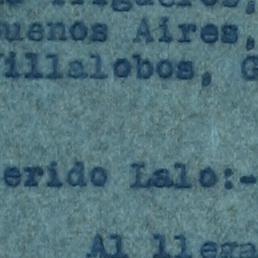 uenos Aires,
illalobos, G
erido Lalo:-
Al llega